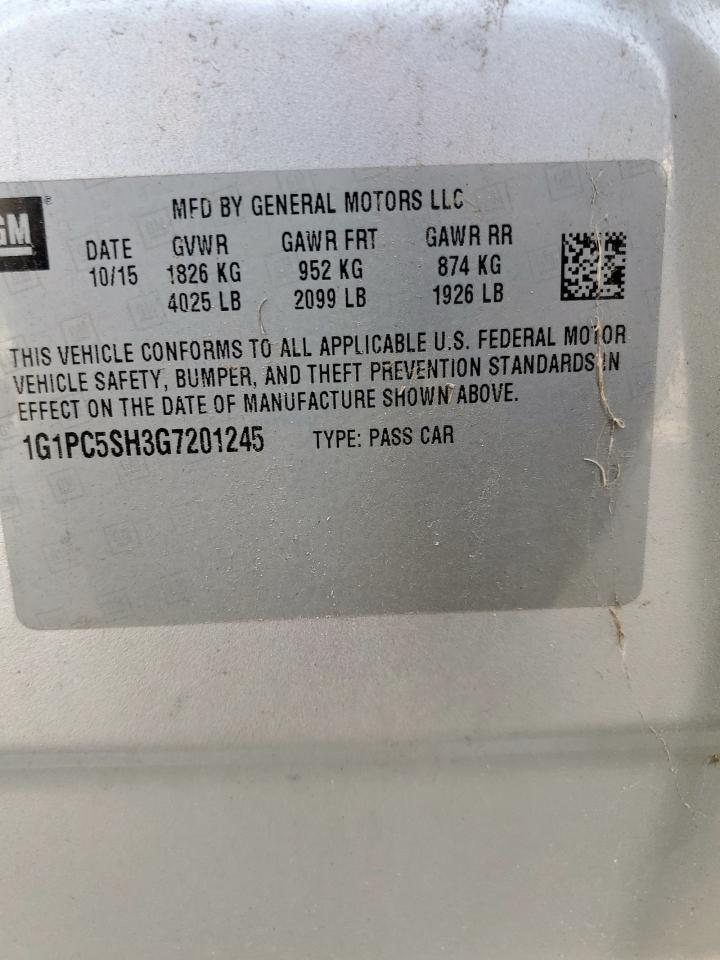 GM
MFD BY GENERAL MOTORS LLC
DATE GVWR GAWR FRT GAWR RR
10/15 1826 KG 952 KG 874 KG
4025 LB 2099 LB 1926 LB
THIS VEHICLE CONFORMS TO ALL APPLICABLE U.S. FEDERAL MOTOR
VEHICLE SAFETY, BUMPER, AND THEFT PREVENTION STANDARDS IN
EFFECT ON THE DATE OF MANUFACTURE SHOWN ABOVE.
1G1PC5SH3G7201245 TYPE: PASS CAR